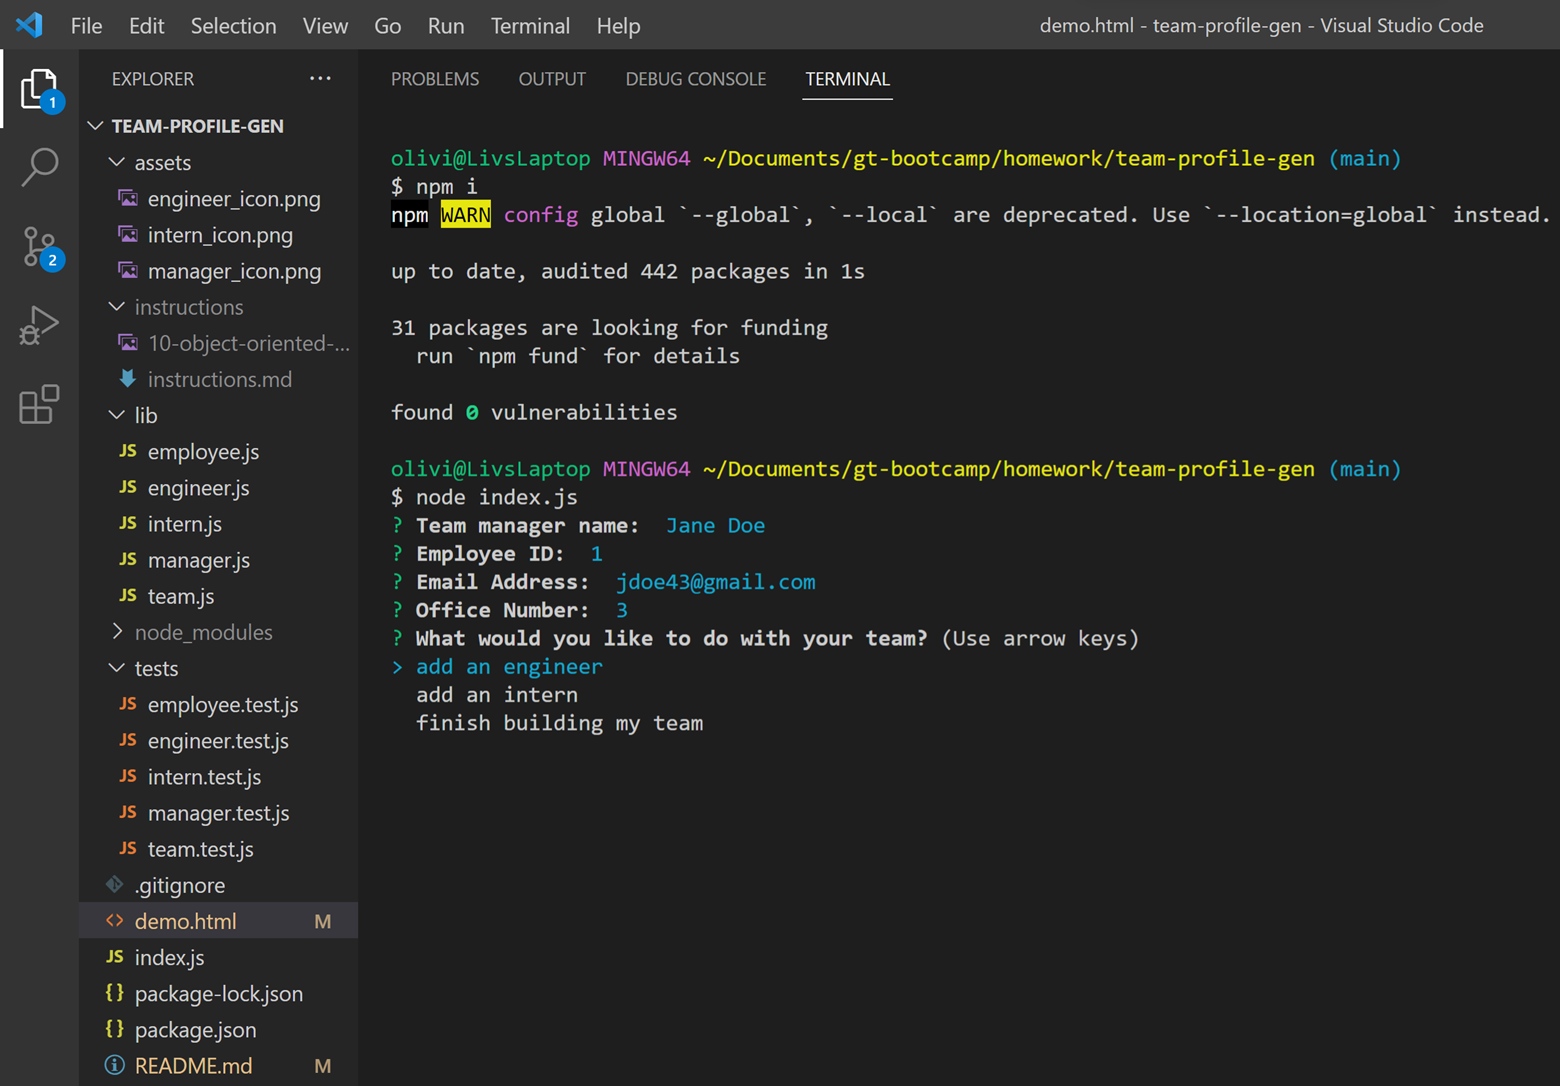 File Edit Selection View Go Run Terminal Help
demo.html - team-profile-gen - Visual Studio Code
EXPLORER
TEAM-PROFILE-GEN
assets
engineer_icon.png
intern_icon.png
manager_icon.png
instructions
10-object-oriented-...
instructions.md
lib
JS employee.js
JS engineer.js
JS intern.js
JS manager.js
JS team.js
node_modules
tests
JS employee.test.js
JS engineer.test.js
JS intern.test.js
JS manager.test.js
JS team.test.js
.gitignore
<> demo.html M
JS index.js
{} package-lock.json
{} package.json
README.md M
1
2
PROBLEMS OUTPUT DEBUG CONSOLE TERMINAL
olivi@LivsLaptop MINGW64 ~/Documents/gt-bootcamp/homework/team-profile-gen (main)
$ npm i
npm WARN config global `--global`, `--local` are deprecated. Use `--location=global` instead.
up to date, audited 442 packages in 1s
31 packages are looking for funding
run `npm fund` for details
found 0 vulnerabilities
olivi@LivsLaptop MINGW64 ~/Documents/gt-bootcamp/homework/team-profile-gen (main)
$ node index.js
? Team manager name: Jane Doe
? Employee ID: 1
? Email Address: jdoe43@gmail.com
? Office Number: 3
? What would you like to do with your team? (Use arrow keys)
> add an engineer
add an intern
finish building my team